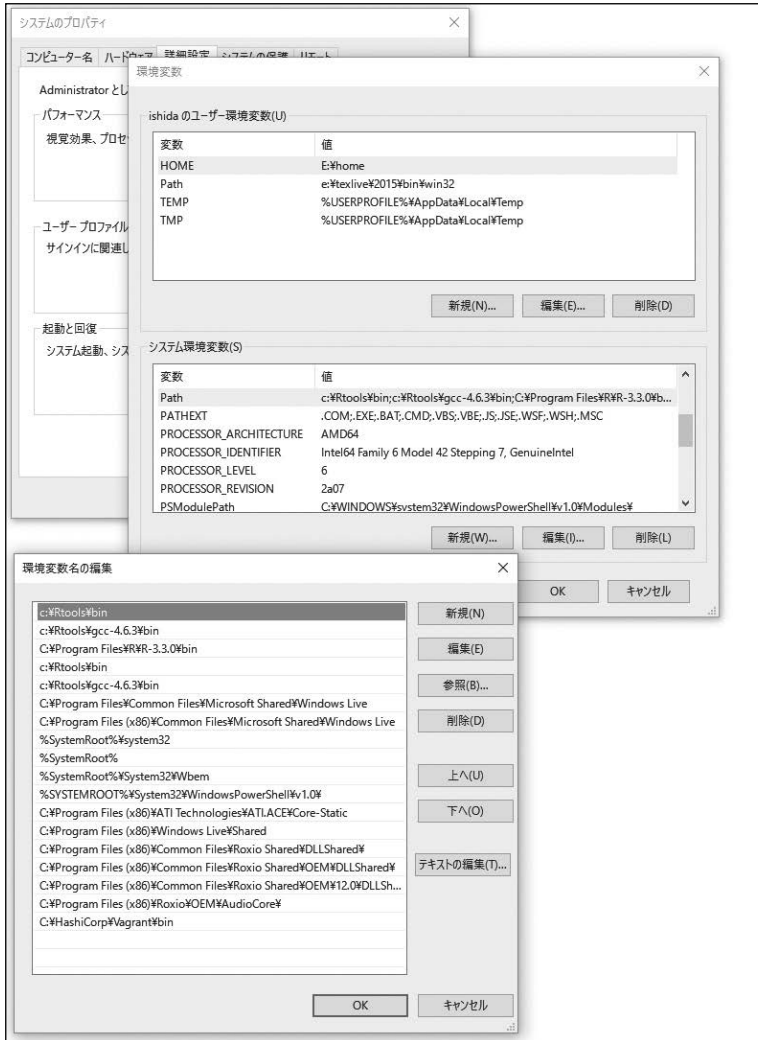 システムのプロパティ
コンピューター名 ハードウェア 詳細設定 システムの保護 リモート
Administrator とし
パフォーマンス
視覚効果、プロセ
ユーザー プロファイル
サインインに関連し
起動と回復
システム起動、シス
環境変数
ishida のユーザー環境変数(U)
変数 値
HOME E:¥home
Path e:¥texlive¥2015¥bin¥win32
TEMP %USERPROFILE%¥AppData¥Local¥Temp
TMP %USERPROFILE%¥AppData¥Local¥Temp
新規(N)... 編集(E)... 削除(D)
システム環境変数(S)
変数 値
Path c:¥Rtools¥bin;c:¥Rtools¥gcc-4.6.3¥bin;C:¥Program Files¥R¥R-3.3.0¥b...
PATHEXT .COM;.EXE;.BAT;.CMD;.VBS;.VBE;.JS;.JSE;.WSF;.WSH;.MSC
PROCESSOR_ARCHITECTURE AMD64
PROCESSOR_IDENTIFIER Intel64 Family 6 Model 42 Stepping 7, GenuineIntel
PROCESSOR_LEVEL 6
PROCESSOR_REVISION 2a07
PSModulePath C:¥WINDOWS¥system32¥WindowsPowerShell¥v1.0¥Modules¥
新規(W)... 編集(I)... 削除(L)
OK キャンセル
環境変数名の編集
c:¥Rtools¥bin
c:¥Rtools¥gcc-4.6.3¥bin
C:¥Program Files¥R¥R-3.3.0¥bin
c:¥Rtools¥bin
c:¥Rtools¥gcc-4.6.3¥bin
C:¥Program Files¥Common Files¥Microsoft Shared¥Windows Live
C:¥Program Files (x86)¥Common Files¥Microsoft Shared¥Windows Live
%SystemRoot%¥system32
%SystemRoot%
%SystemRoot%¥System32¥Wbem
%SYSTEMROOT%¥System32¥WindowsPowerShell¥v1.0¥
C:¥Program Files (x86)¥ATI Technologies¥ATI.ACE¥Core-Static
C:¥Program Files (x86)¥Windows Live¥Shared
C:¥Program Files (x86)¥Common Files¥Roxio Shared¥DLLShared¥
C:¥Program Files (x86)¥Common Files¥Roxio Shared¥OEM¥DLLShared¥
C:¥Program Files (x86)¥Common Files¥Roxio Shared¥OEM¥12.0¥DLLSh...
C:¥Program Files (x86)¥Roxio¥OEM¥AudioCore¥
C:¥HashiCorp¥Vagrant¥bin
新規(N)
編集(E)
参照(B)...
削除(D)
上へ(U)
下へ(O)
テキストの編集(T)...
OK キャンセル